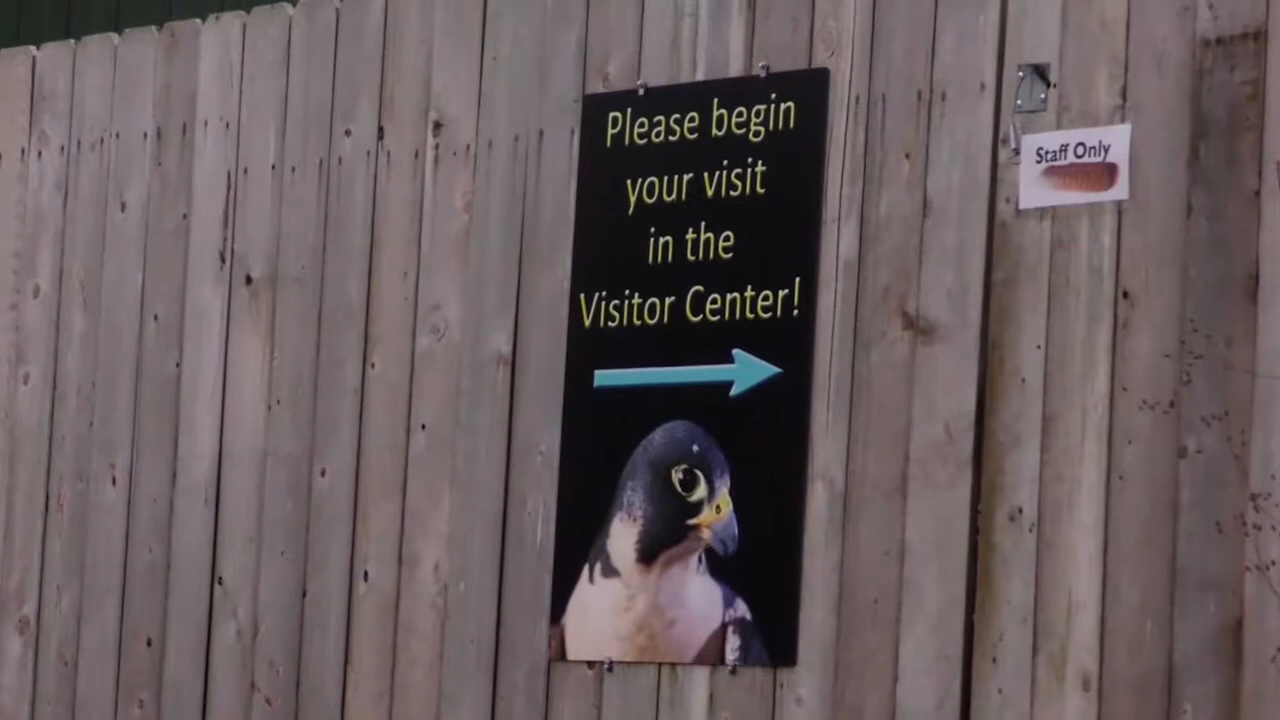 Please begin
your visit
in the
Visitor Center!
Staff Only